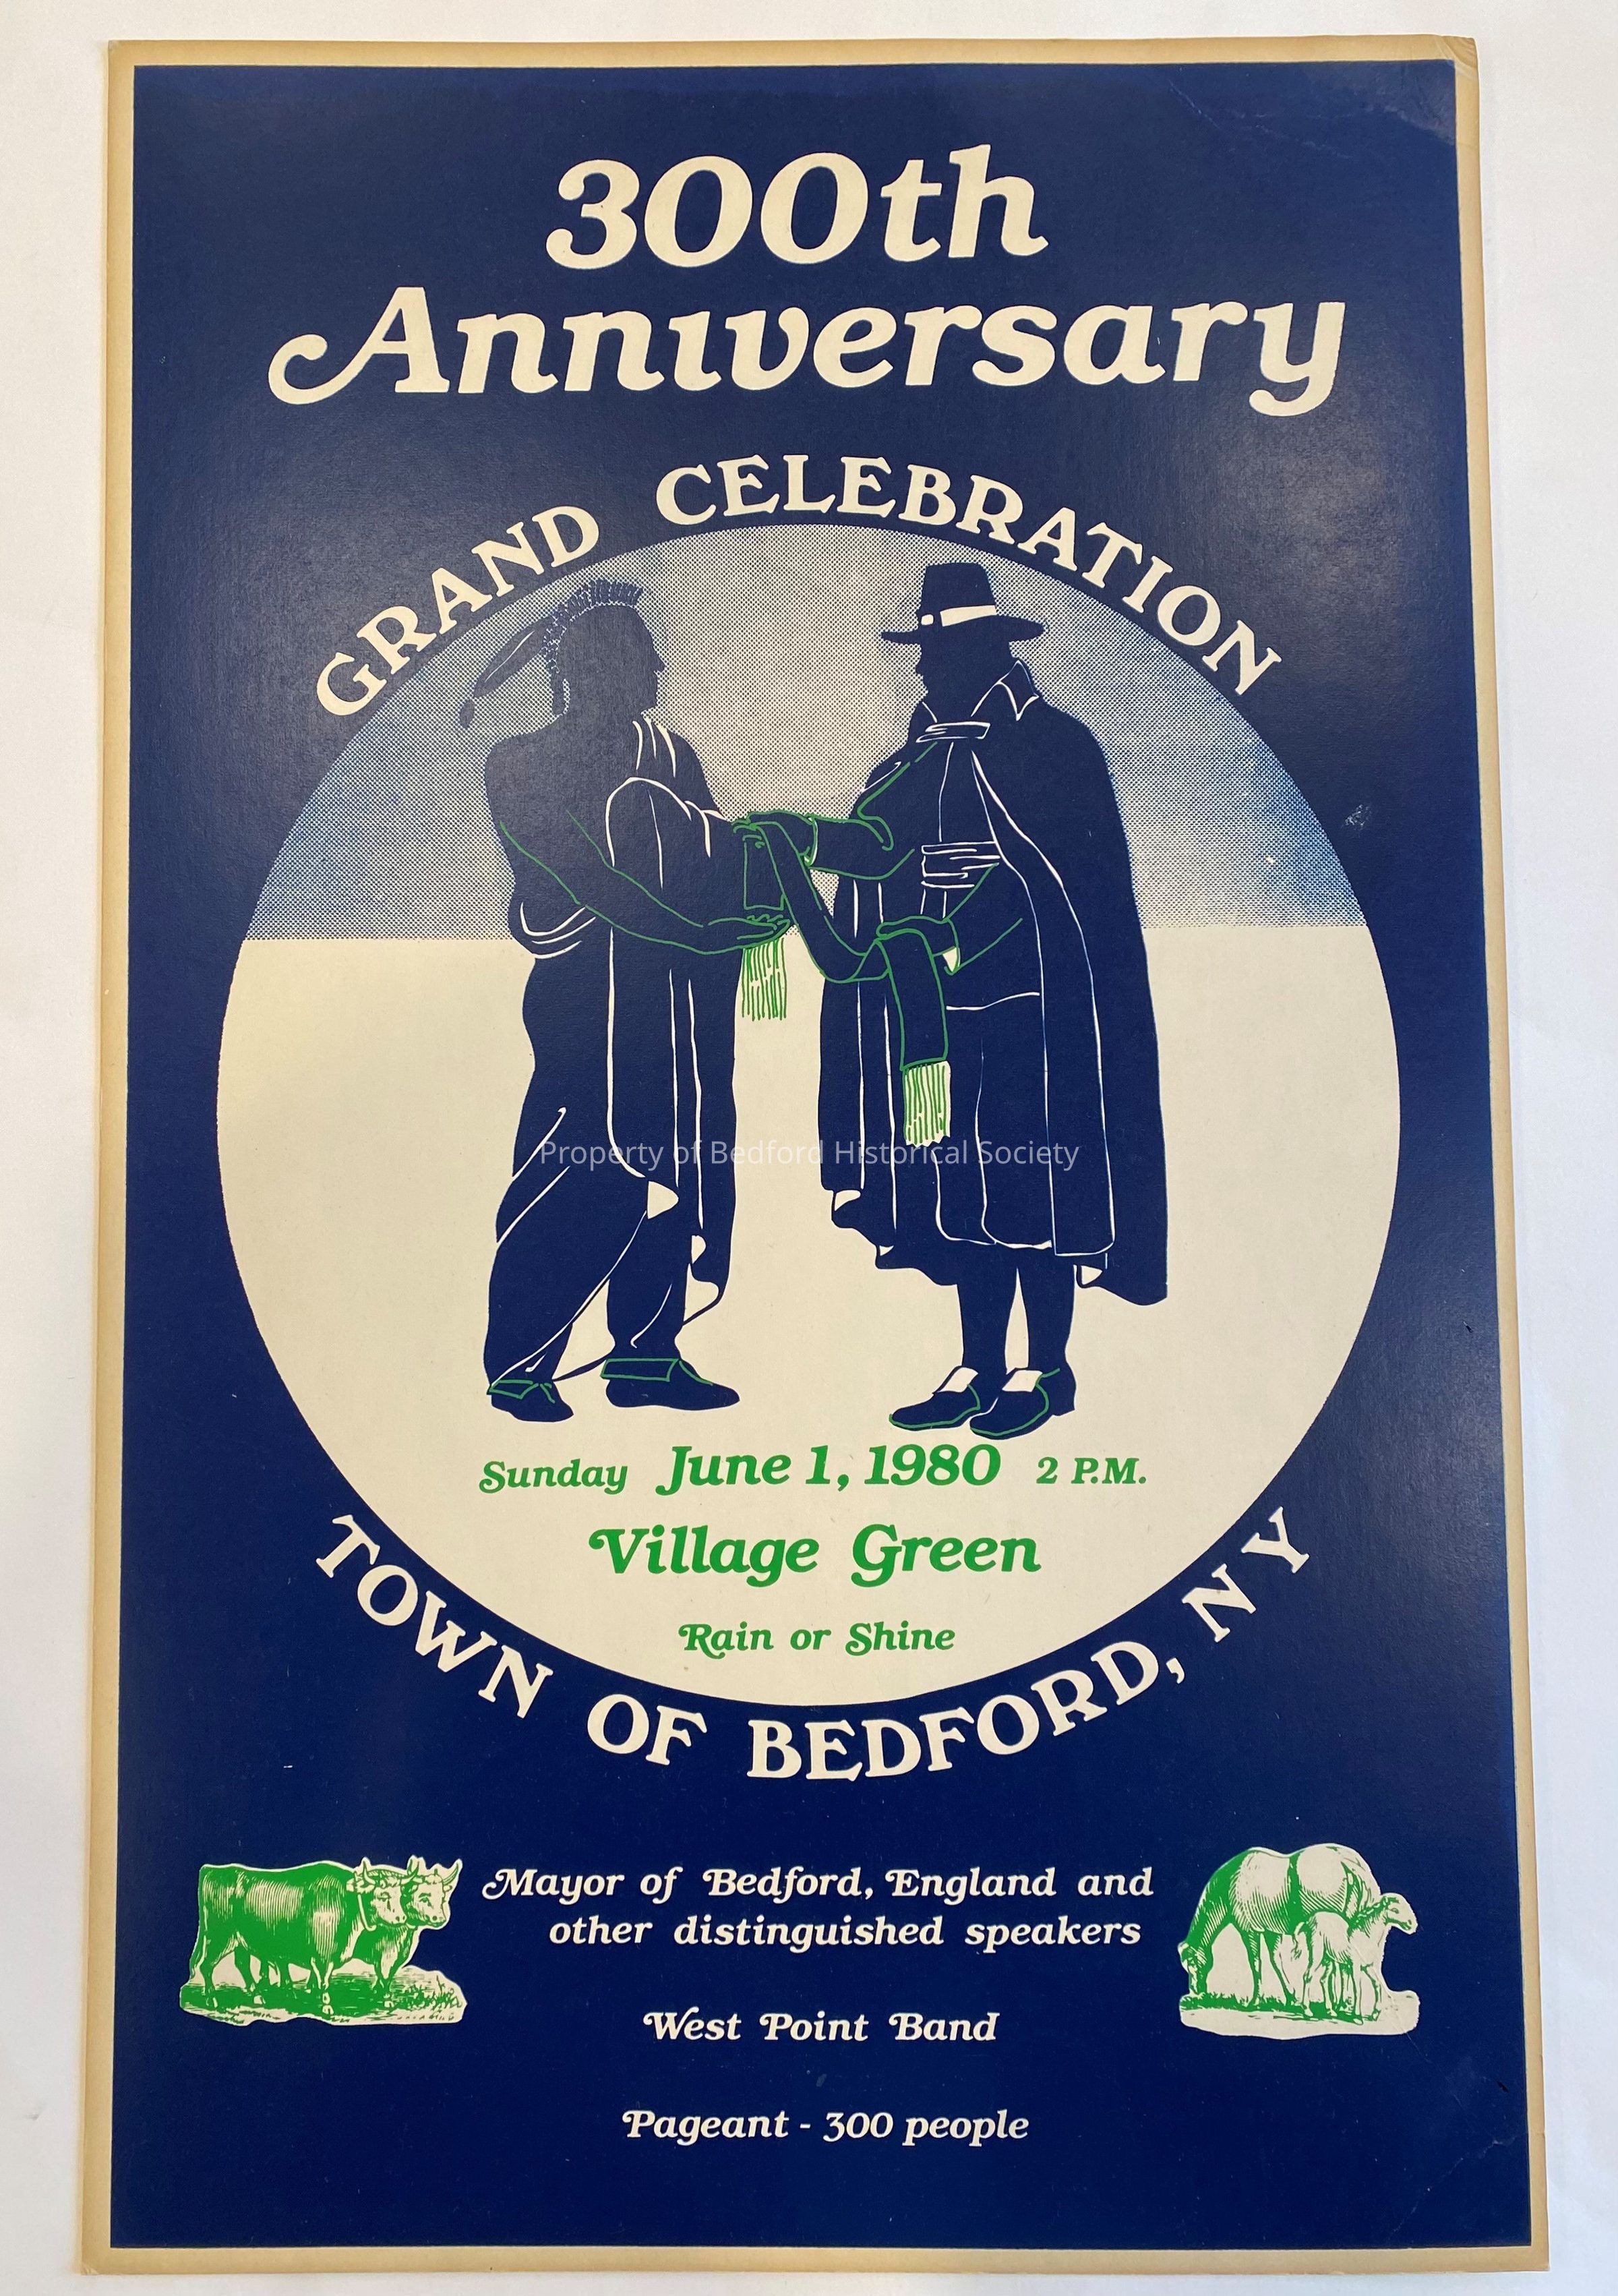 300th
Anniversary
GRAND CELEBRATION
Property of Bedford Historical Society
Sunday June 1, 1980 2 P.M.
Village Green
Rain or Shine
TOWN OF BEDFORD, NY
Mayor of Bedford, England and
other distinguished speakers
West Point Band
Pageant - 300 people